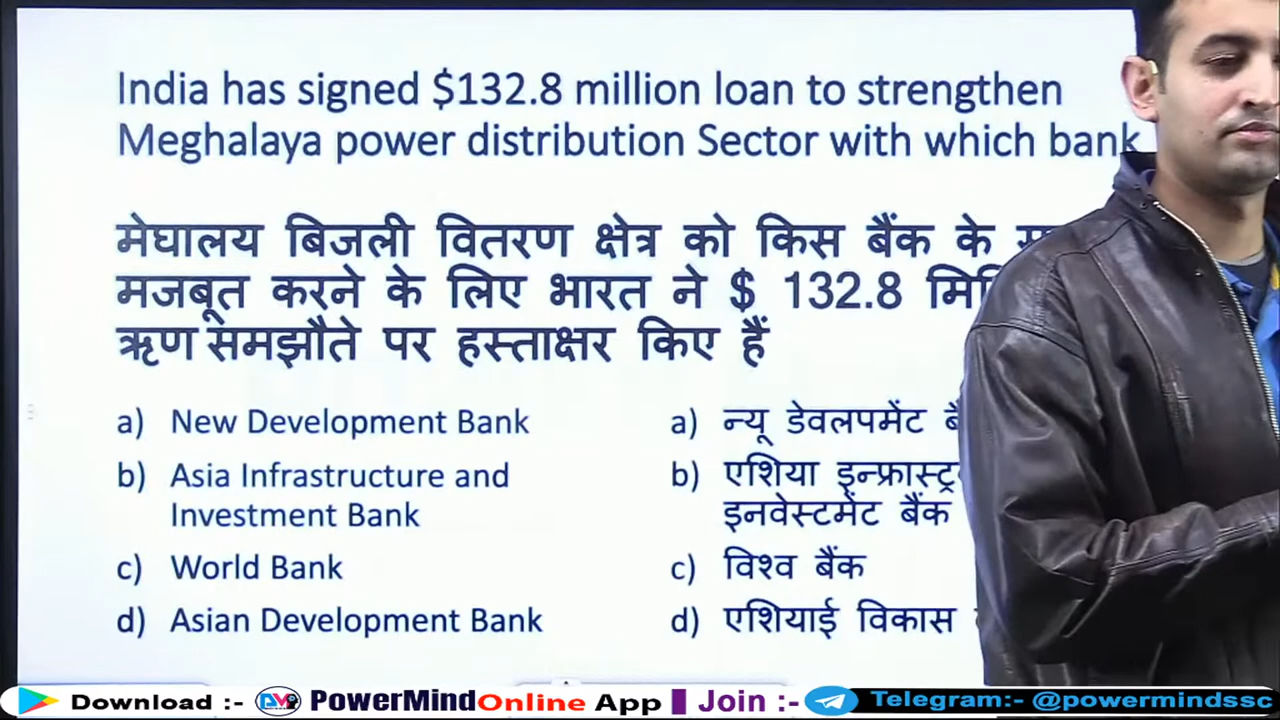 India has signed $132.8 million loan to strengthen
Meghalaya power distribution Sector with which bank
मेघालय बिजली वितरण क्षेत्र को किस बैंक के
मजबूत करने के लिए भारत ने $ 132.8
ऋण समझौते पर हस्ताक्षर किए हैं
a) New Development Bank
b) Asia Infrastructure and
Investment Bank
c) World Bank
d) Asian Development Bank
a) न्यू डेवलपमेंट
b) एशिया
इनवेस्टमेंट बैंक
c) विश्व बैंक
d) एशियाई विकास
Download :- PowerMind Online App Join :- Telegram:- @powermindssc